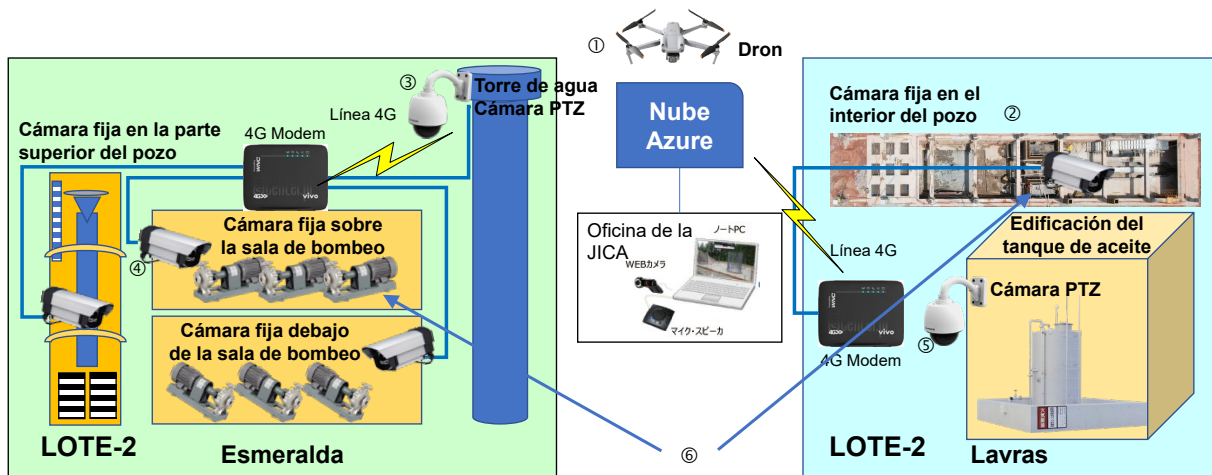 ①
Dron
③
Torre de agua
Cámara PTZ
Línea 4G
Cámara fija en la parte
superior del pozo
4G Modem
vivo
Cámara fija sobre
la sala de bombeo
④
Cámara fija debajo
de la sala de bombeo
LOTE-2
Esmeralda
Nube
Azure
Oficina de la
JICA
ノートPC
WEBカメラ
マイク・スピーカ
⑥
Cámara fija en el
interior del pozo
②
Edificación del
tanque de aceite
Línea 4G
Cámara PTZ
vivo
⑤
4G Modem
LOTE-2
Lavras